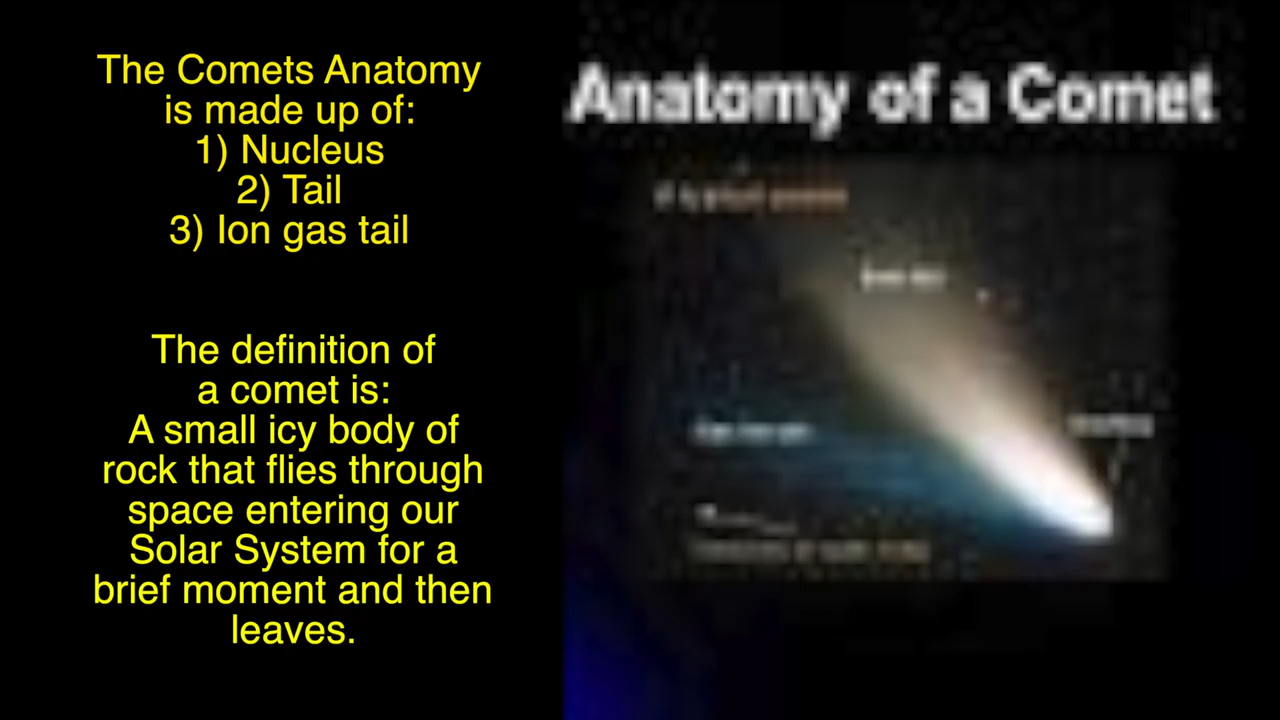 The Comets Anatomy
is made up of:
1) Nucleus
2) Tail
3) Ion gas tail
The definition of
a comet is:
A small icy body of
rock that flies through
space entering our
Solar System for a
brief moment and then
leaves.
Anatomy of a Comet